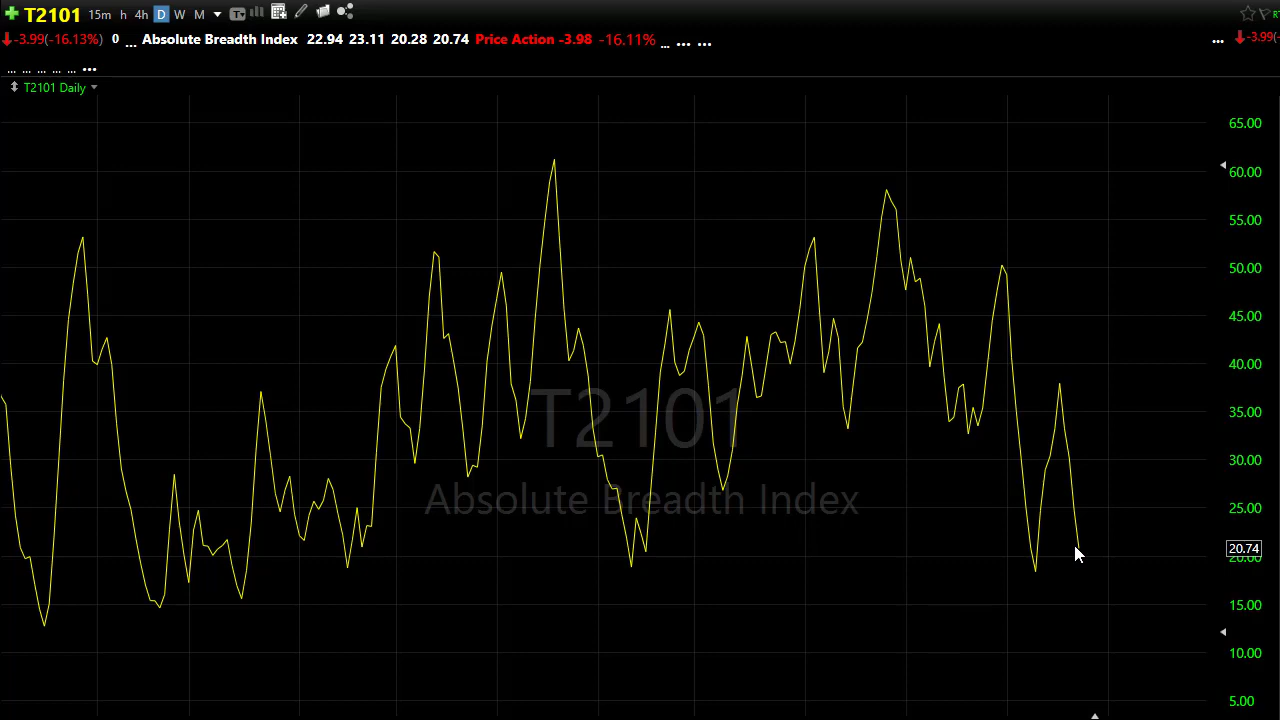 T2101 15m h 4h D W M T
-3.99(-16.13%) 0 ... Absolute Breadth Index 22.94 23.11 20.28 20.74 Price Action -3.98 -16.11% ... ... ... ... -3.99(-
... ... ... ... ... ...
T2101 Daily
65.00
60.00
55.00
50.00
45.00
40.00
35.00
30.00
25.00
20.74
20.00
15.00
10.00
5.00
T2101
Absolute Breadth Index